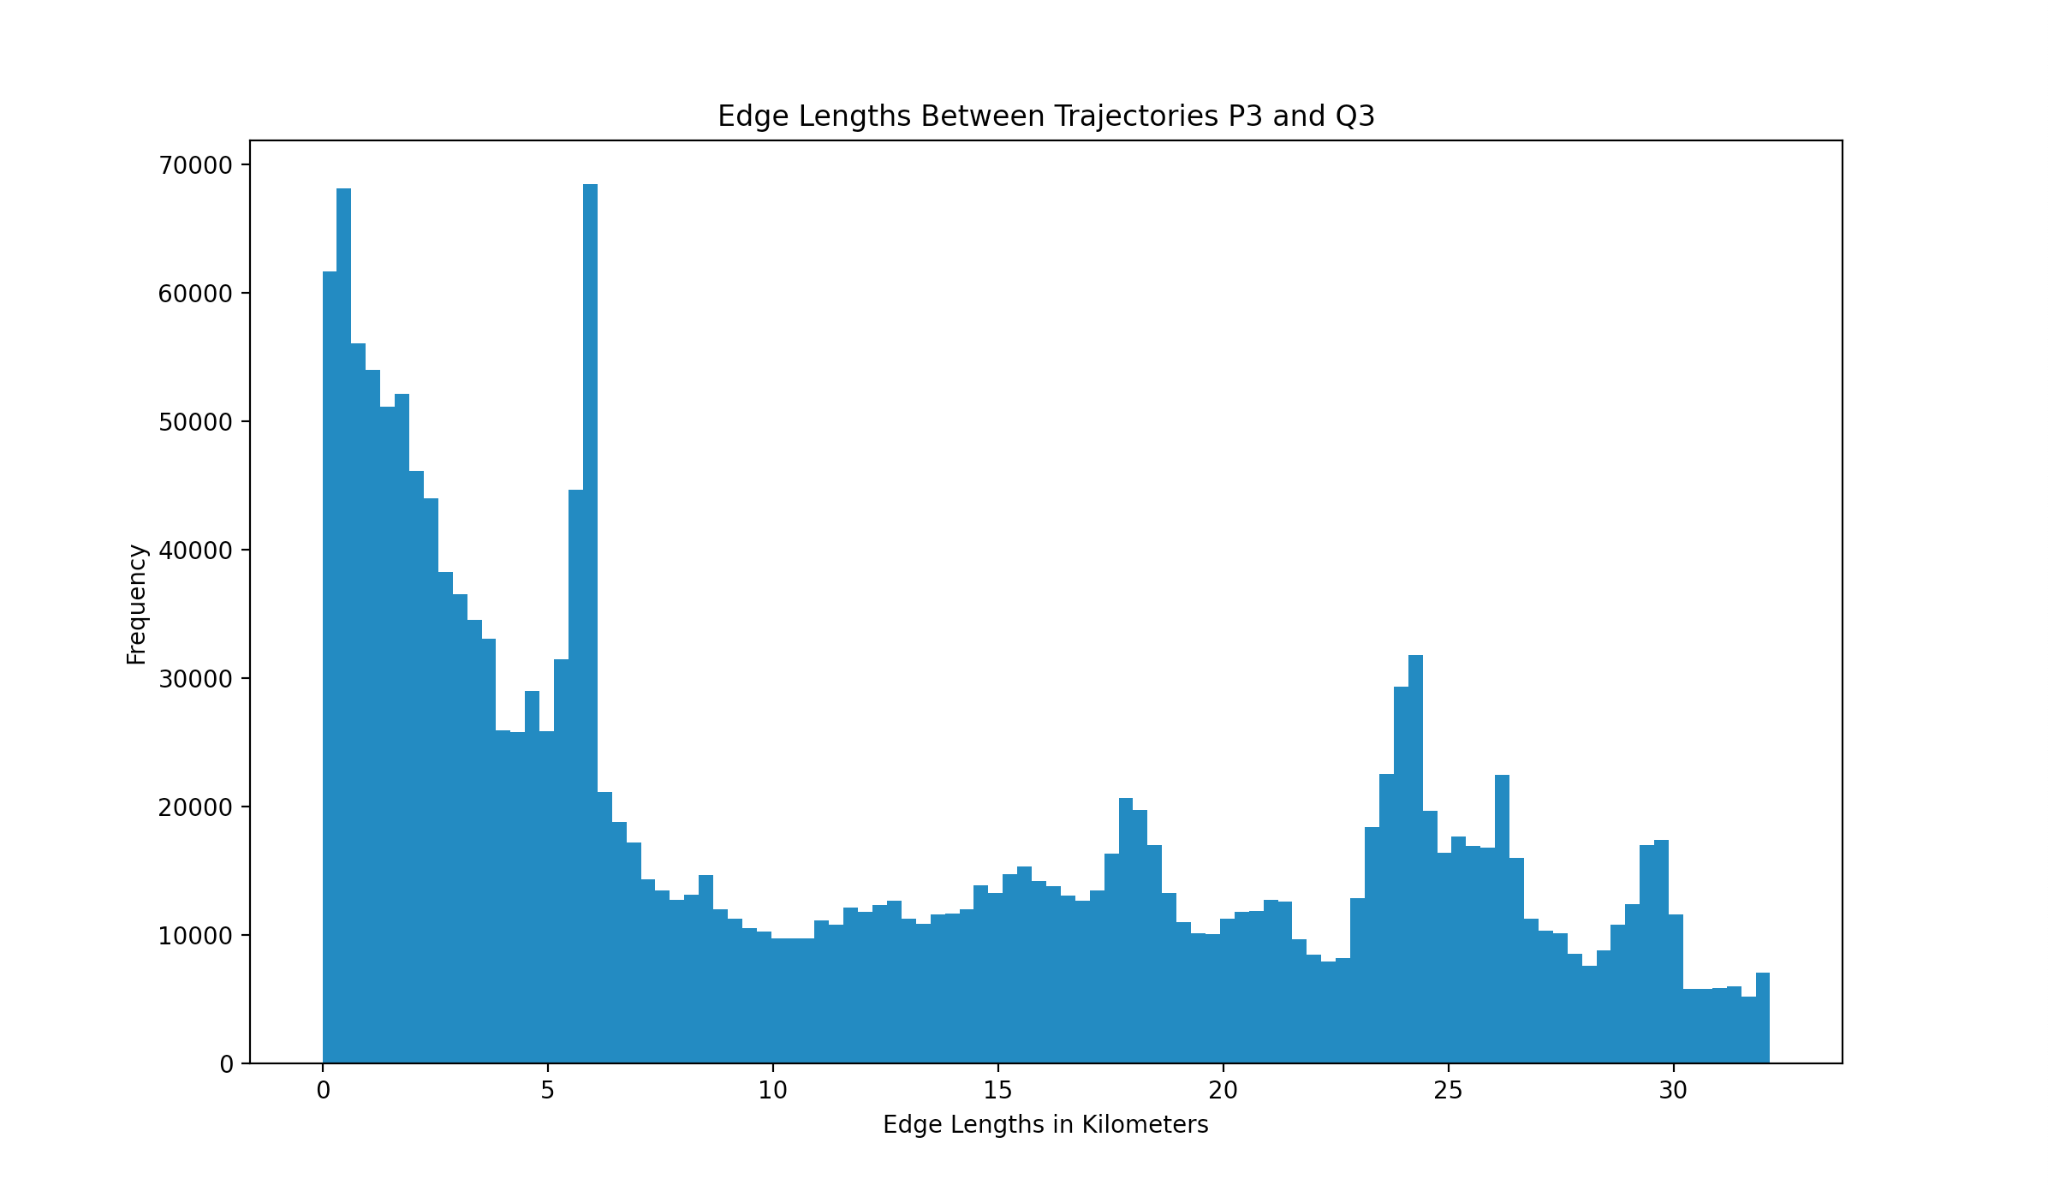 Edge Lengths Between Trajectories P3 and Q3
70000
60000
50000
40000
30000
20000
10000
0
Frequency
0 5 10 15 20 25 30
Edge Lengths in Kilometers